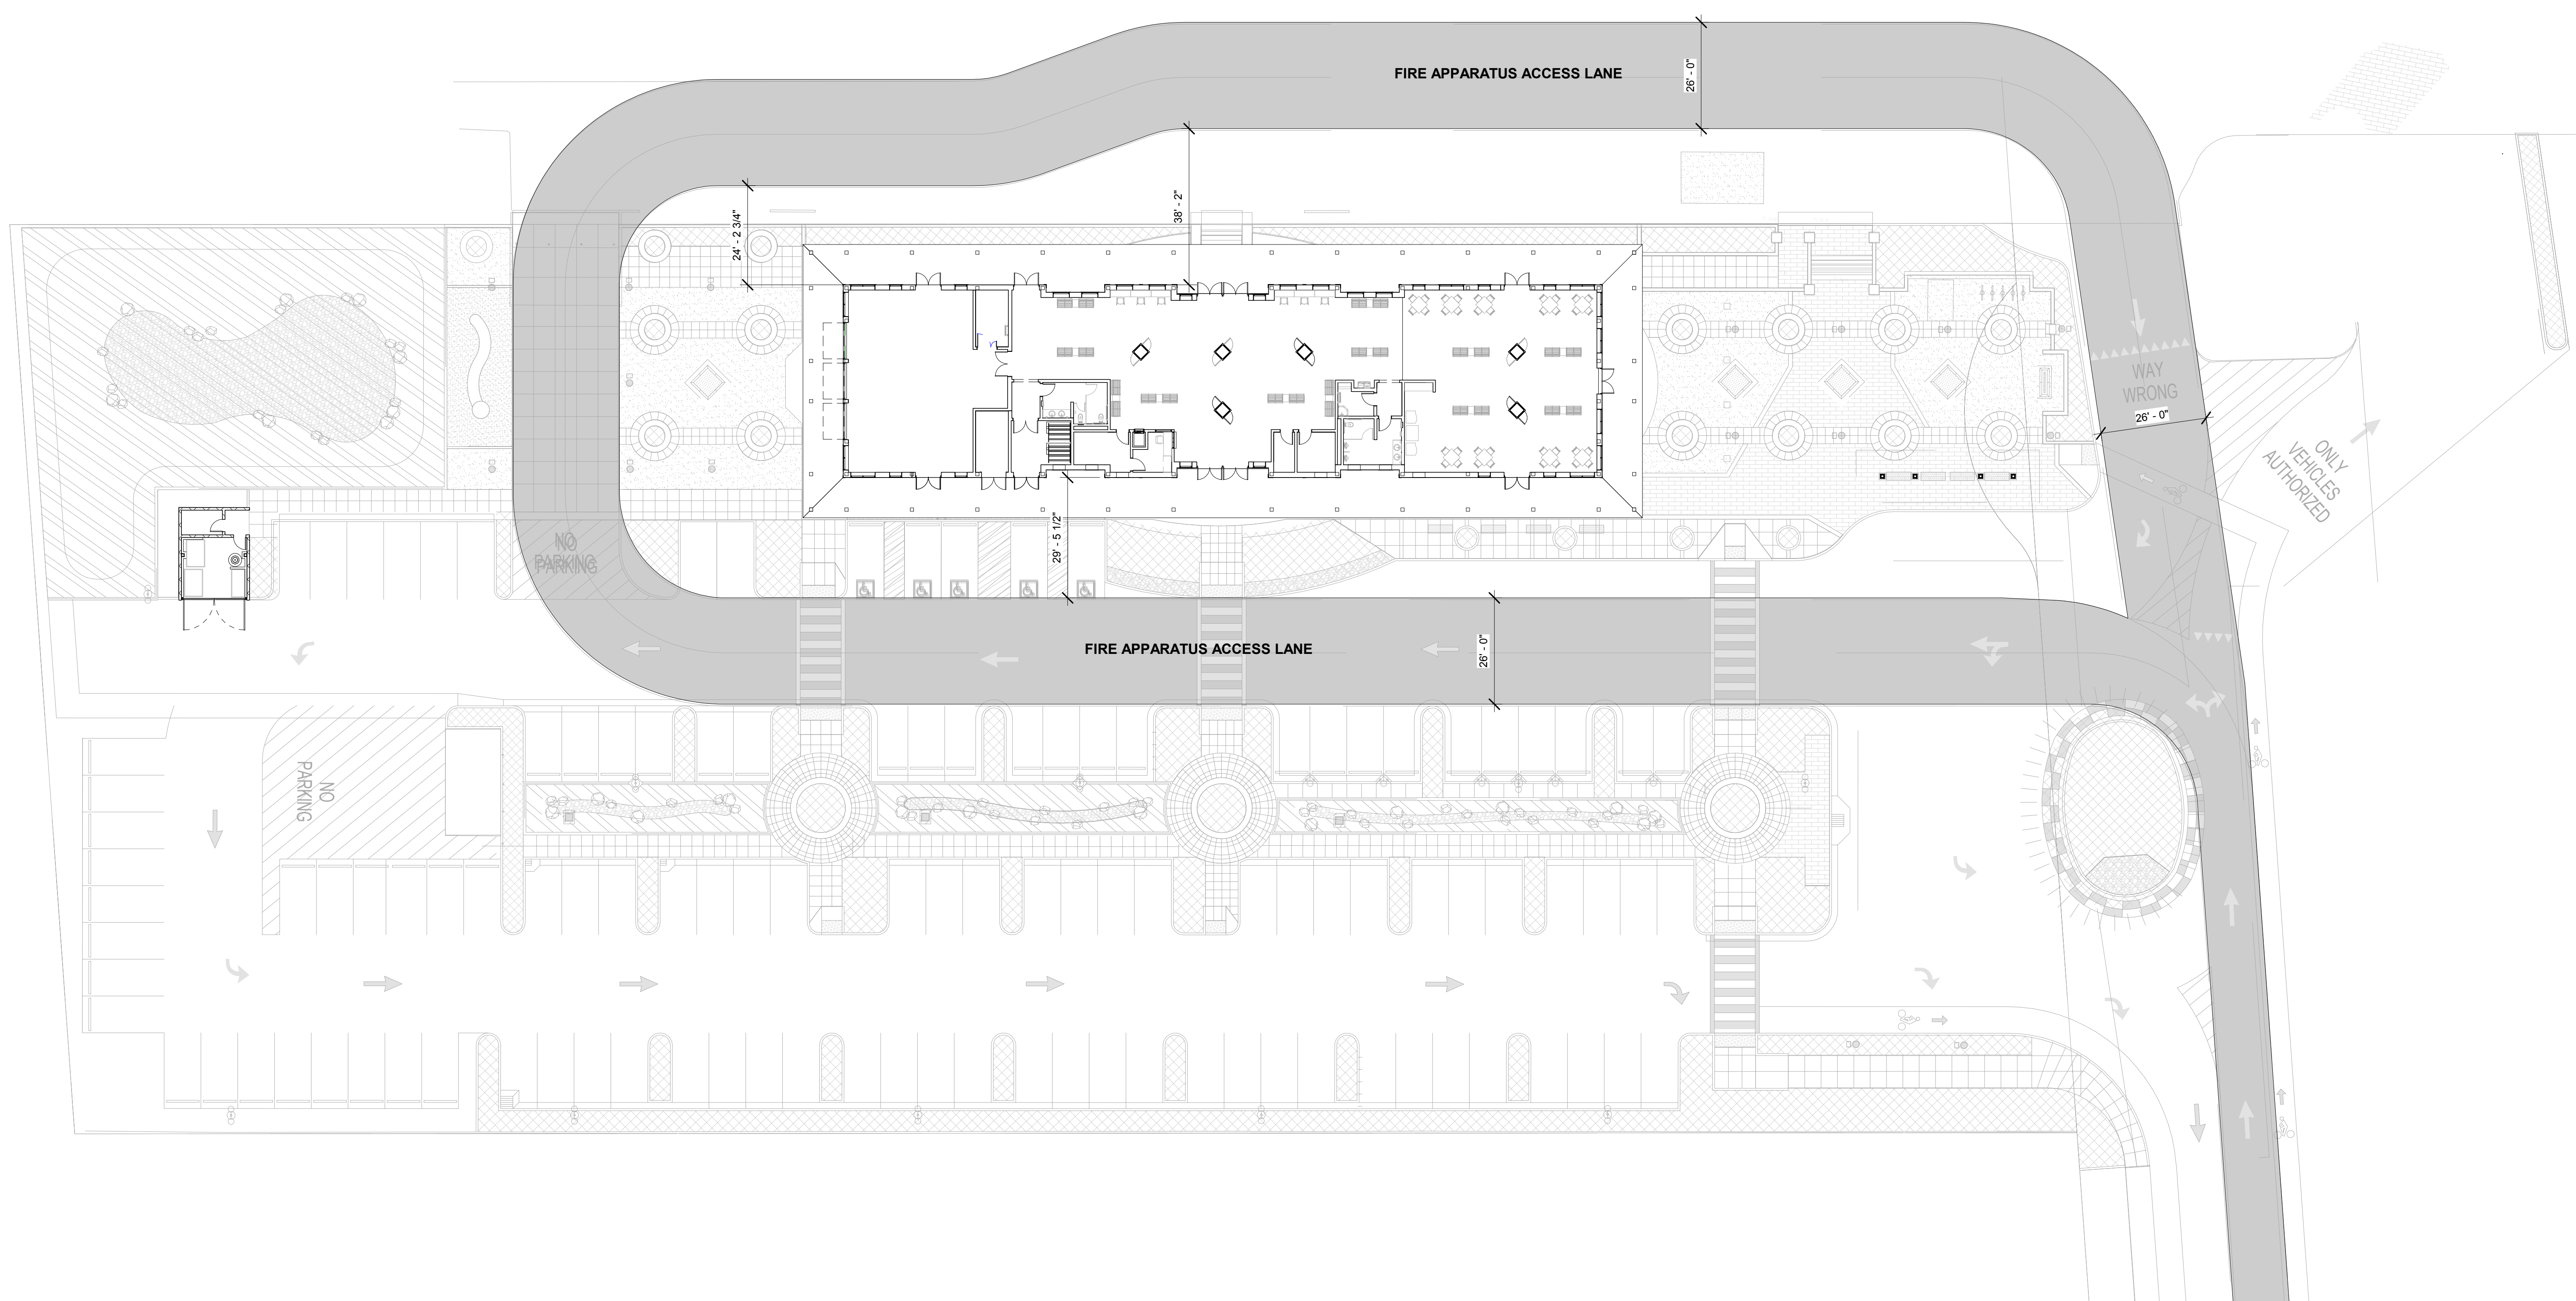 FIRE APPARATUS ACCESS LANE
26' - 0"
38' - 2"
24' - 2 3/4"
WAY
WRONG
26' - 0"
ONLY
VEHICLES
AUTHORIZED
29' - 5 1/2"
NO
PARKING
FIRE APPARATUS ACCESS LANE
26' - 0"
NO
PARKING